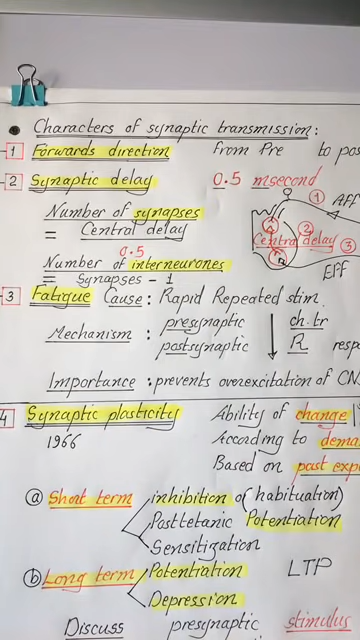 • Characters of synaptic transmission:
1 Forwards direction from Pre to pos
2 Synaptic delay 0.5 msecond
① Aff
Number of synapses
= Central delay
0.5
② Central delay ③
Eff
Number of interneurones
= Synapses - 1
3 Fatigue Cause: Rapid Repeated stim.
Mechanism: presynaptic ↓ ch.tr
postsynaptic R resp
Importance: prevents overexcitation of CN
4 Synaptic plasticity Ability of change
1966 According to dema
Based on past exp
ⓐ Short term inhibition of (habituation)
Posttetanic Potentiation
Sensitization
ⓑ Long term Potentiation LTP
Depression
Discuss presynaptic stimulus